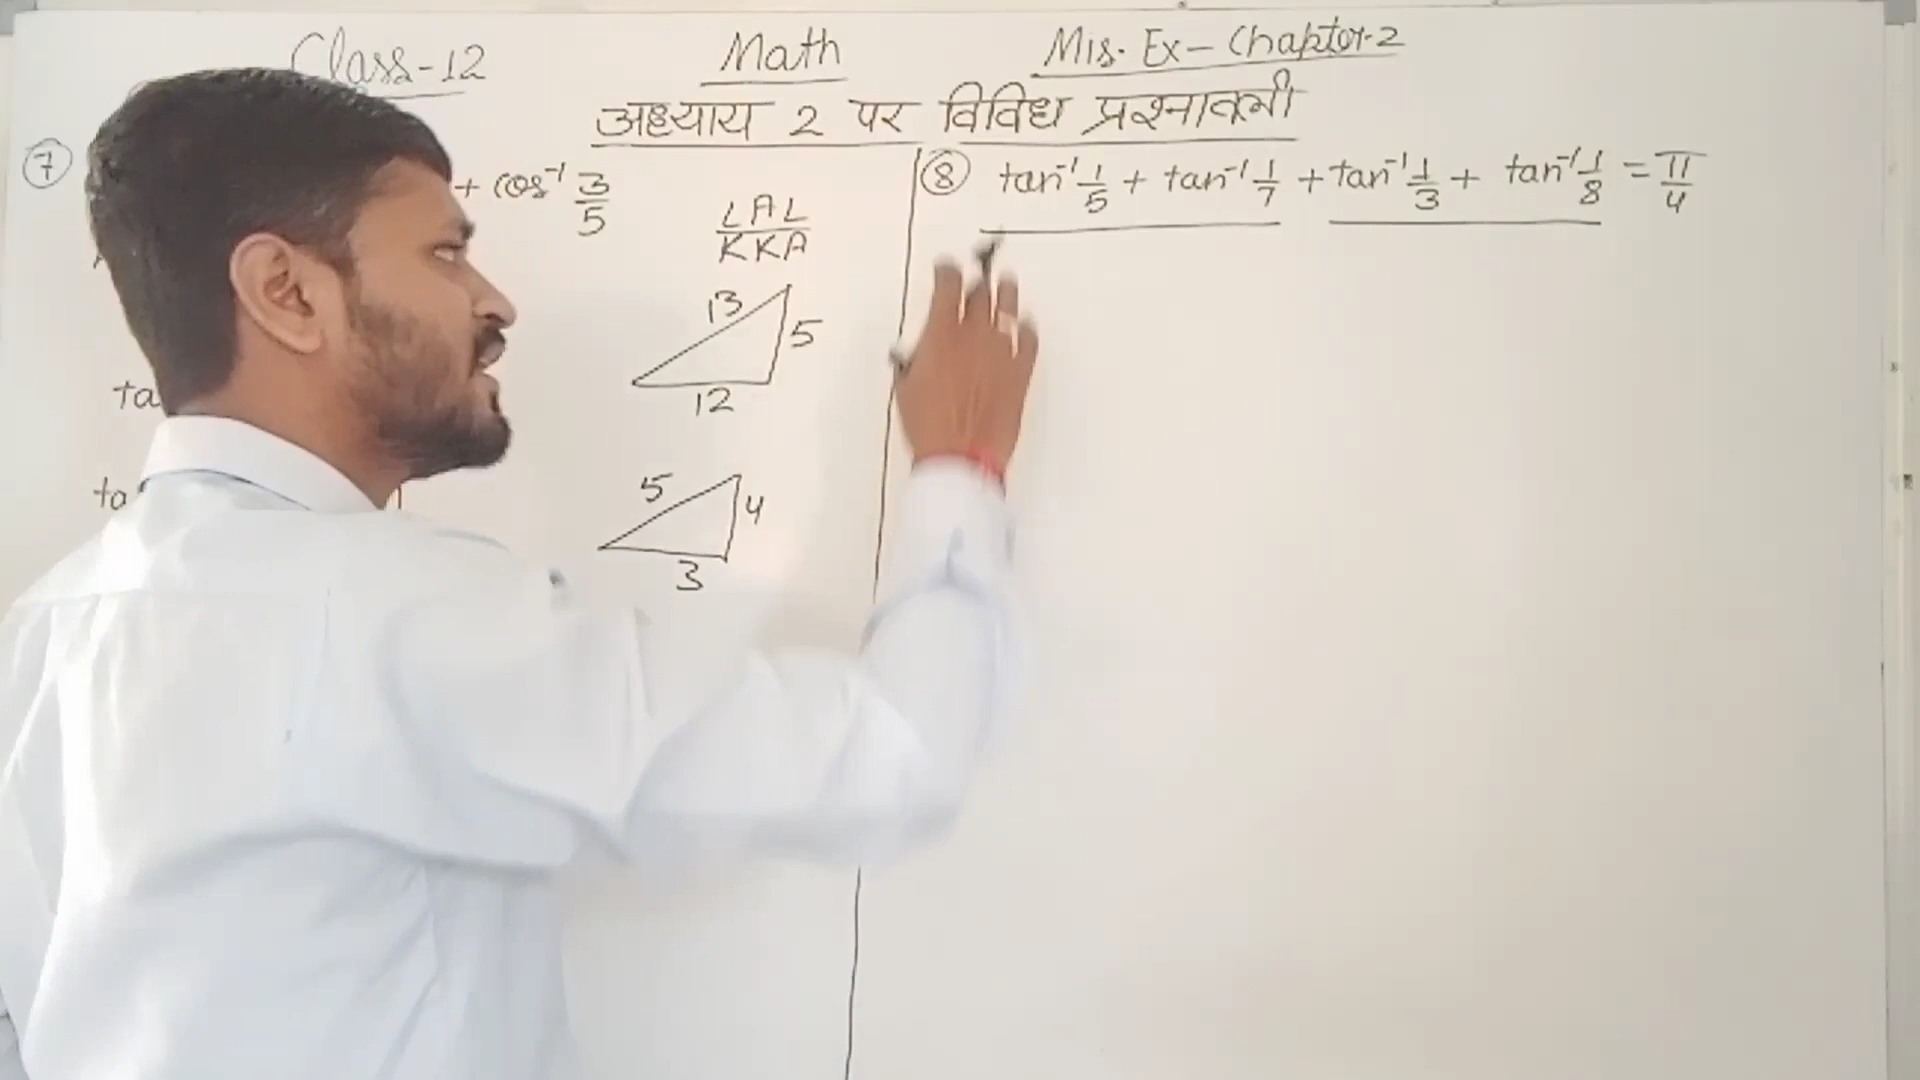 Class-12 Math Mis. Ex - Chapter-2
अध्याय 2 पर विविध प्रश्नावली
7 + cos⁻¹ 3/5
LAL
KKA
13
5
12
ta
ta
5
4
3
8 tan⁻¹ 1/5 + tan⁻¹ 1/7 + tan⁻¹ 1/3 + tan⁻¹ 1/8 = π/4